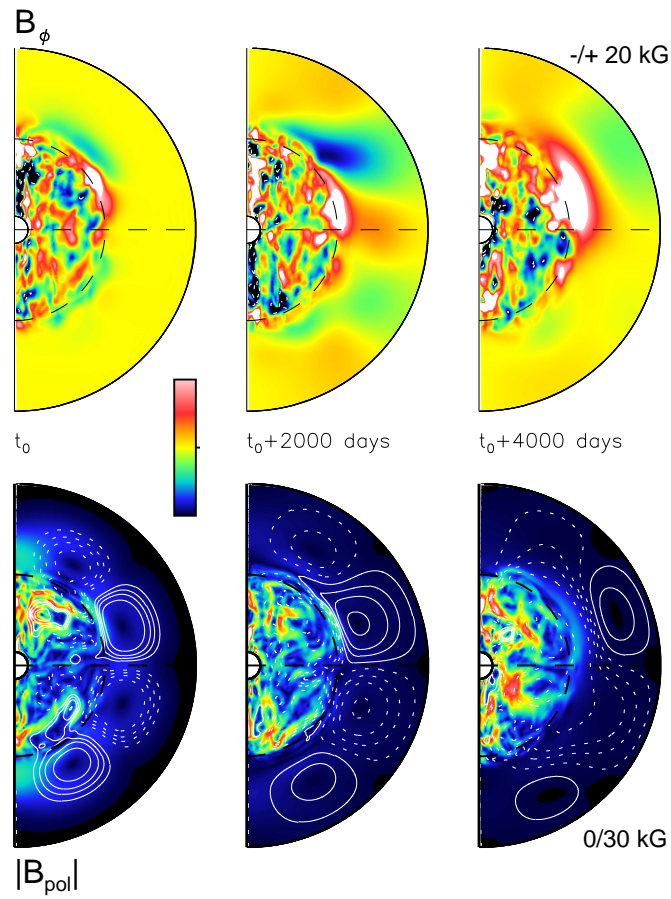 B_ϕ
-/+ 20 kG
t_0
t_0+2000 days
t_0+4000 days
0/30 kG
|B_pol|